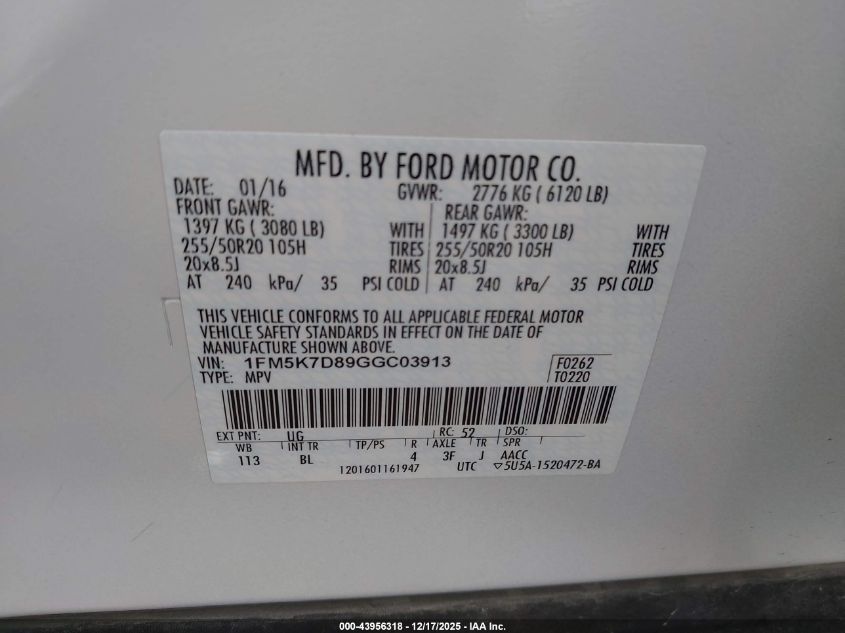 MFD. BY FORD MOTOR CO.
DATE: 01/16 GVWR: 2776 KG ( 6120 LB)
FRONT GAWR: REAR GAWR:
1397 KG ( 3080 LB) WITH 1497 KG ( 3300 LB) WITH
255/50R20 105H TIRES 255/50R20 105H TIRES
20x8.5J RIMS 20x8.5J RIMS
AT 240 kPa/ 35 PSI COLD AT 240 kPa/ 35 PSI COLD
THIS VEHICLE CONFORMS TO ALL APPLICABLE FEDERAL MOTOR
VEHICLE SAFETY STANDARDS IN EFFECT ON THE DATE OF
MANUFACTURE SHOWN ABOVE.
VIN: 1FM5K7D89GGC03913 F0262
TYPE: MPV T0220
EXT PNT: UG RC: 52 DSO:
WB INT TR TP/PS R AXLE TR SPR
113 BL 4 3F J AACC
1201601161947 UTC ▽5U5A-1520472-BA
000-43956318 - 12/17/2025 - IAA Inc.